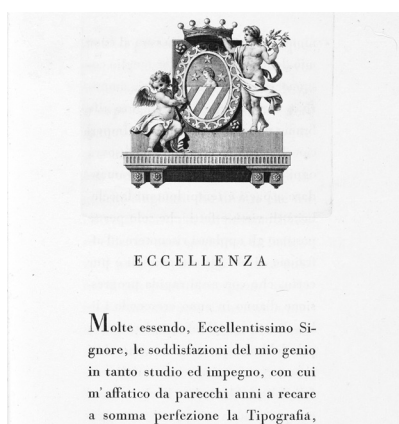 ECCELLENZA
Molte essendo, Eccellentissimo Si-
gnore, le soddisfazioni del mio genio
in tanto studio ed impegno, con cui
m' affatico da parecchi anni a recare
a somma perfezione la Tipografia,